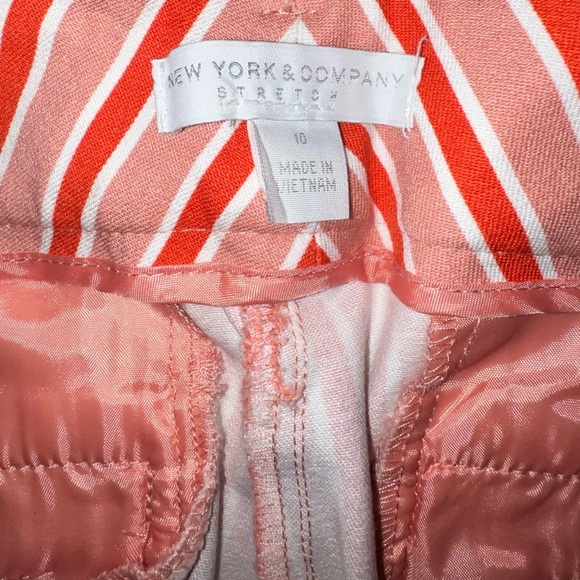 NEW YORK & COMPANY
STRETCH
10
MADE IN
VIETNAM